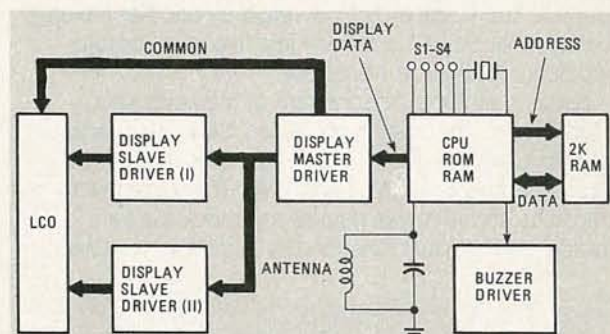 COMMON
DISPLAY
DATA
S1-S4
ADDRESS
LCO
DISPLAY
SLAVE
DRIVER (I)
DISPLAY
MASTER
DRIVER
CPU
ROM
RAM
2K
RAM
DATA
DISPLAY
SLAVE
DRIVER (II)
ANTENNA
BUZZER
DRIVER